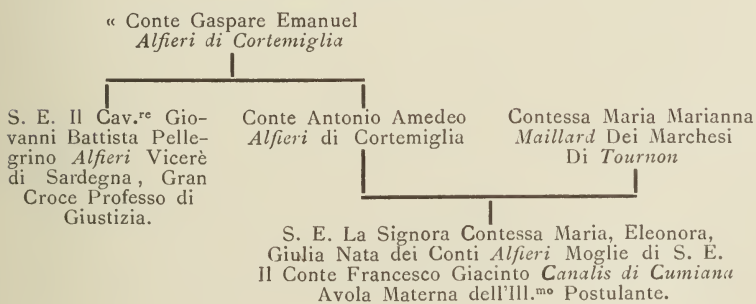 « Conte Gaspare Emanuel
Alfieri di Cortemiglia
S. E. Il Cav.re Gio-
vanni Battista Pelle-
grino Alfieri Vicerè
di Sardegna, Gran
Croce Professo di
Giustizia.
Conte Antonio Amedeo
Alfieri di Cortemiglia
Contessa Maria Marianna
Maillard Dei Marchesi
Di Tournon
S. E. La Signora Contessa Maria, Eleonora,
Giulia Nata dei Conti Alfieri Moglie di S. E.
Il Conte Francesco Giacinto Canalis di Cumiana
Avola Materna dell'Ill.mo Postulante.